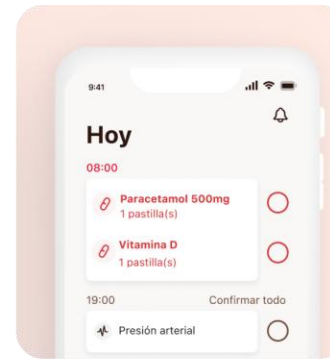 9:41
Hoy
08:00
Paracetamol 500mg
1 pastilla(s)
Vitamina D
1 pastilla(s)
19:00 Confirmar todo
Presión arterial